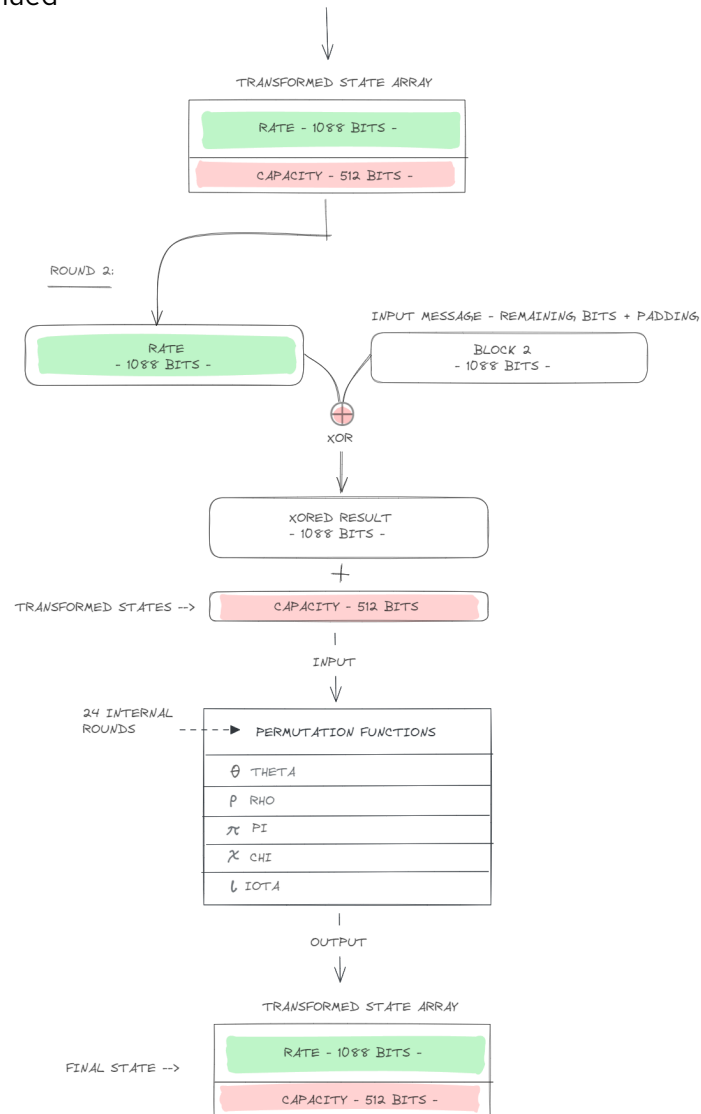 TRANSFORMED STATE ARRAY
RATE - 1088 BITS -
CAPACITY - 512 BITS -
ROUND 2:
INPUT MESSAGE - REMAINING BITS + PADDING
RATE
- 1088 BITS -
BLOCK 2
- 1088 BITS -
XOR
XORED RESULT
- 1088 BITS -
+
TRANSFORMED STATES -->
CAPACITY - 512 BITS
INPUT
24 INTERNAL
ROUNDS
PERMUTATION FUNCTIONS
θ THETA
ρ RHO
π PI
χ CHI
ι IOTA
OUTPUT
TRANSFORMED STATE ARRAY
RATE - 1088 BITS -
FINAL STATE -->
CAPACITY - 512 BITS -